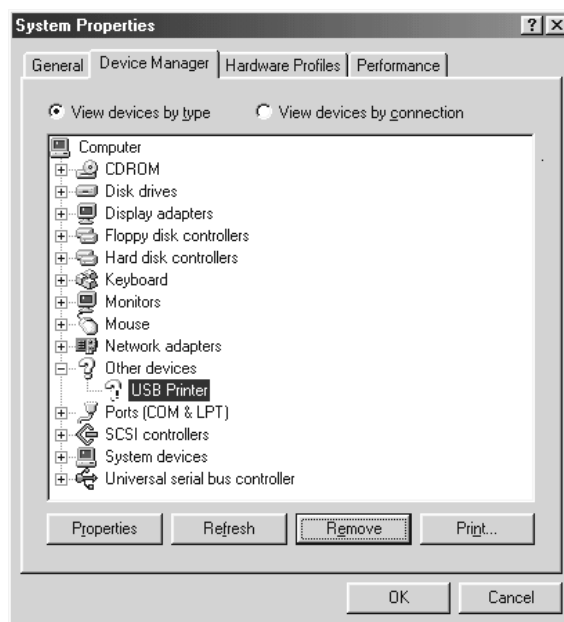 System Properties
General Device Manager Hardware Profiles Performance
View devices by type View devices by connection
Computer
CDROM
Disk drives
Display adapters
Floppy disk controllers
Hard disk controllers
Keyboard
Monitors
Mouse
Network adapters
Other devices
USB Printer
Ports (COM & LPT)
SCSI controllers
System devices
Universal serial bus controller
Properties Refresh Remove Print...
OK Cancel